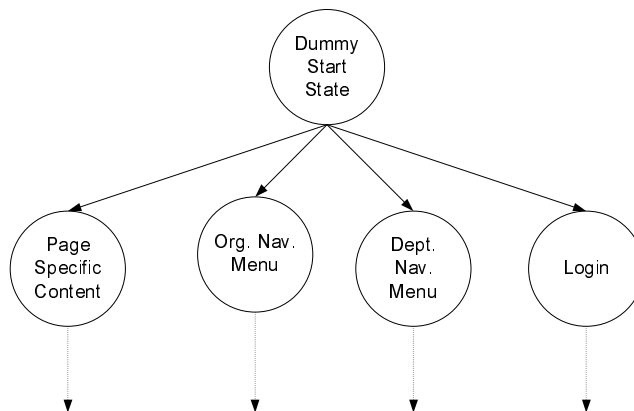 Dummy
Start
State
Page
Specific
Content
Org. Nav.
Menu
Dept.
Nav.
Menu
Login